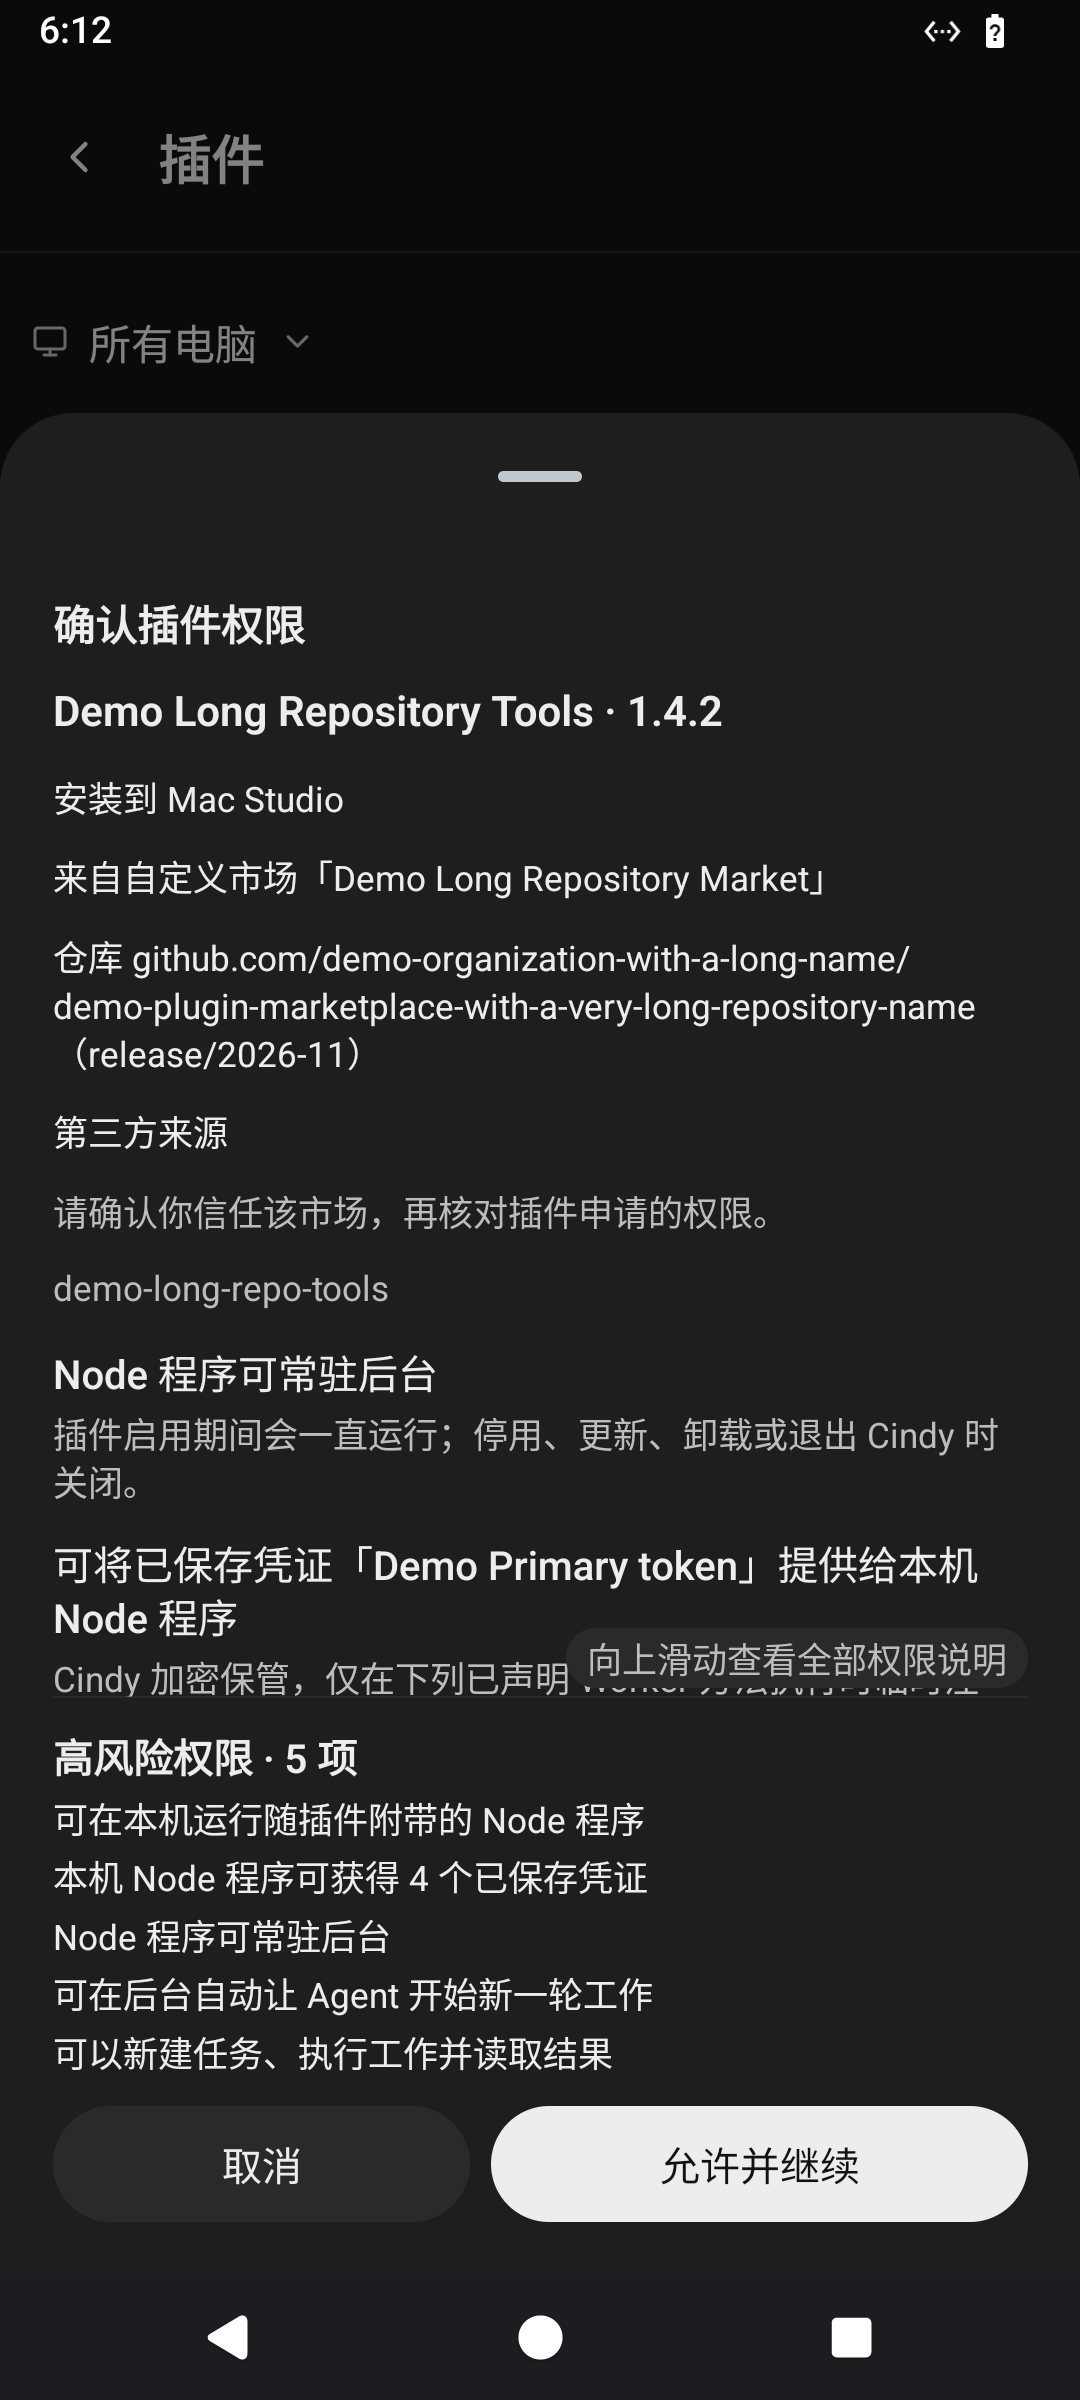 6:12
插件
所有电脑
确认插件权限
Demo Long Repository Tools · 1.4.2
安装到 Mac Studio
来自自定义市场「Demo Long Repository Market」
仓库 github.com/demo-organization-with-a-long-name/
demo-plugin-marketplace-with-a-very-long-repository-name
（release/2026-11）
第三方来源
请确认你信任该市场，再核对插件申请的权限。
demo-long-repo-tools
Node 程序可常驻后台
插件启用期间会一直运行；停用、更新、卸载或退出 Cindy 时
关闭。
可将已保存凭证「Demo Primary token」提供给本机
Node 程序
向上滑动查看全部权限说明
Cindy 加密保管，仅在下列已声明
高风险权限 · 5 项
可在本机运行随插件附带的 Node 程序
本机 Node 程序可获得 4 个已保存凭证
Node 程序可常驻后台
可在后台自动让 Agent 开始新一轮工作
可以新建任务、执行工作并读取结果
取消
允许并继续